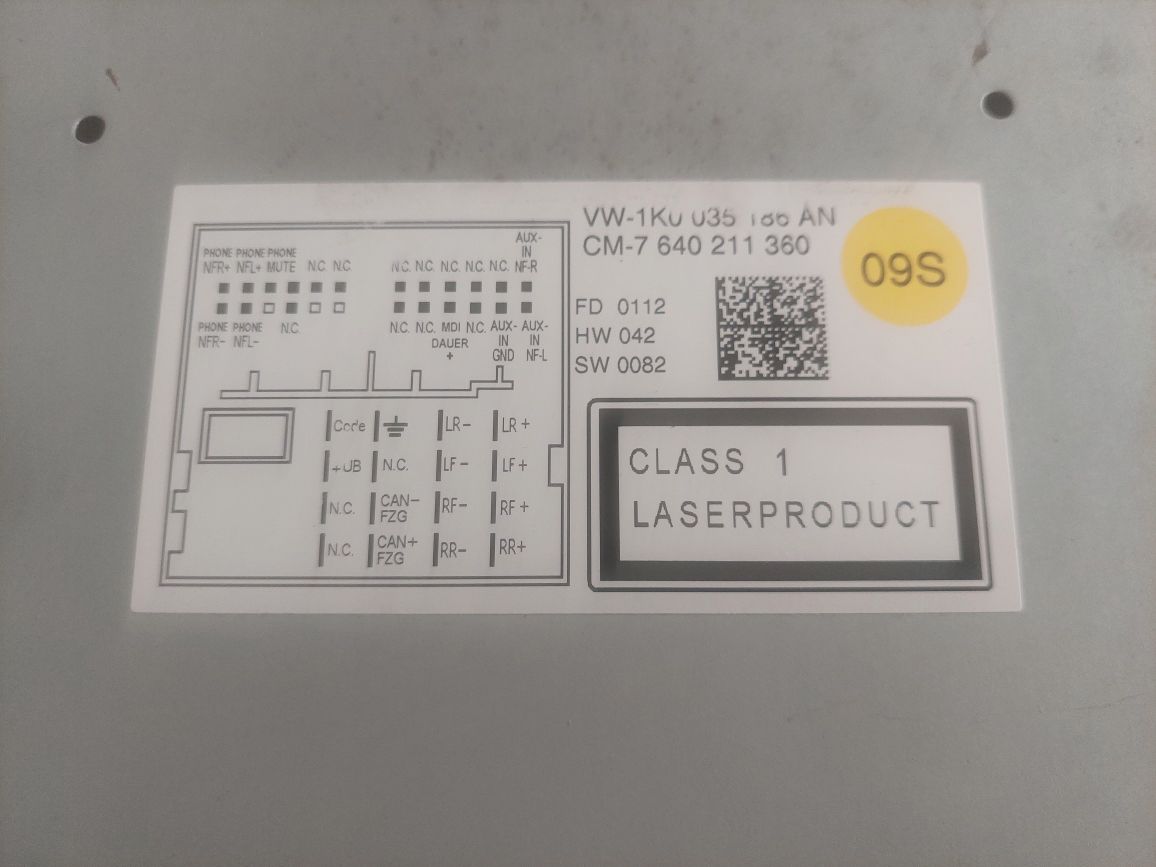 VW-1K0 035 186 AN
CM-7 640 211 360
09S
FD 0112
HW 042
SW 0082
CLASS 1
LASERPRODUCT
AUX-
PHONE PHONE PHONE IN
NFR+ NFL+ MUTE N.C. N.C. N.C. N.C. N.C. N.C. N.C. NF-R
PHONE PHONE N.C. N.C. N.C. MDI N.C. AUX- AUX-
NFR- NFL- DAUER IN IN
+ GND NF-L
Code LR- LR+
+UB N.C. LF- LF+
N.C. CAN- RF- RF+
FZG
N.C. CAN+ RR- RR+
FZG